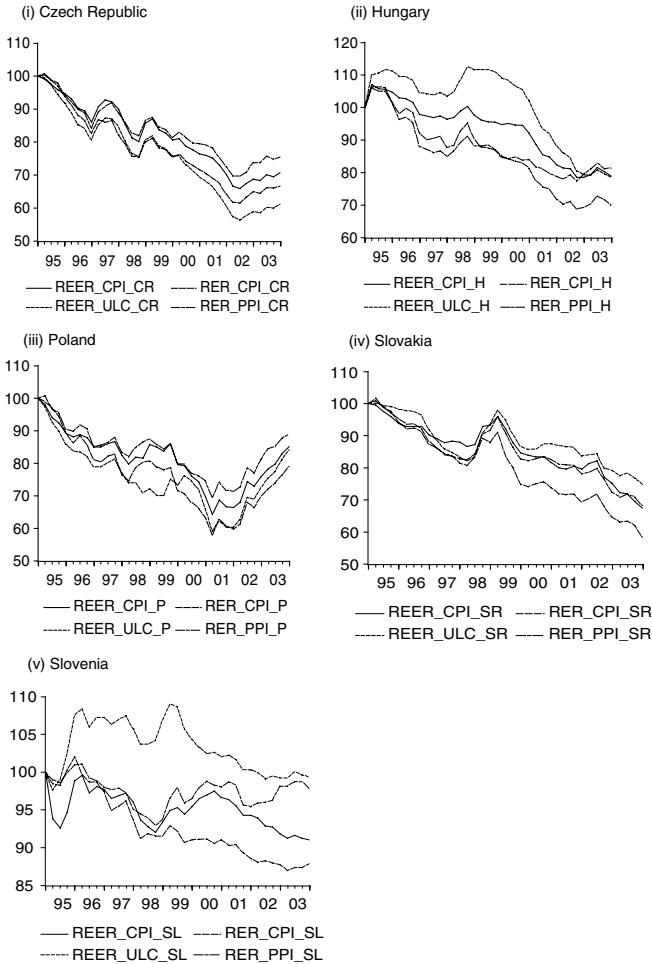 (i) Czech Republic
110
100
90
80
70
60
50
95 96 97 98 99 00 01 02 03
REER_CPI_CR RER_CPI_CR
REER_ULC_CR RER_PPI_CR
(ii) Hungary
120
110
100
90
80
70
60
95 96 97 98 99 00 01 02 03
REER_CPI_H RER_CPI_H
REER_ULC_H RER_PPI_H
(iii) Poland
110
100
90
80
70
60
50
95 96 97 98 99 00 01 02 03
REER_CPI_P RER_CPI_P
REER_ULC_P RER_PPI_P
(iv) Slovakia
110
100
90
80
70
60
50
95 96 97 98 99 00 01 02 03
REER_CPI_SR RER_CPI_SR
REER_ULC_SR RER_PPI_SR
(v) Slovenia
110
105
100
95
90
85
95 96 97 98 99 00 01 02 03
REER_CPI_SL RER_CPI_SL
REER_ULC_SL RER_PPI_SL